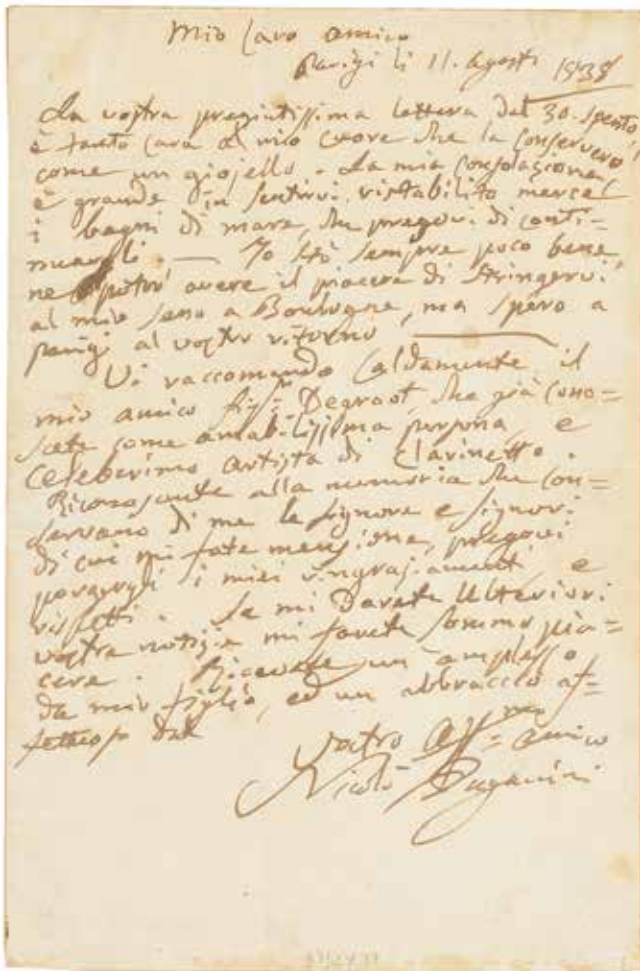 Mio Caro amico
Parigi li 11. Agosto 1838
La vostra pregiatissima lettera del 30. spento,
è tanto cara al mio cuore che la conserverò
come un giojello. La mia consolazione
è grande in sentirvi ristabilito mercè
i bagni di mare, che pregovi di conti=
nuarli — Io stò sempre poco bene,
ne potrò avere il piacere di stringervi
al mio seno a Boulogne, ma spero a
Parigi al vostro ritorno —
Vi raccomando caldamente il
mio amico Degroot, che già cono=
scete come amabilissima persona, e
celeberimo artista di Clarinetto.
Riconoscente alla memoria che con=
servano di me le Signore e Signori
di cui mi fate menzione, pregovi
porgergli i miei ringraziamenti e
rispetti. Se mi darete ulteriori
vostre notizie mi farete sommo pia=
cere. Ricevete un amplesso
da mio figlio, ed un abbraccio af=
fettuoso dal
Vostro Aff=mo amico
Nicolò Paganini